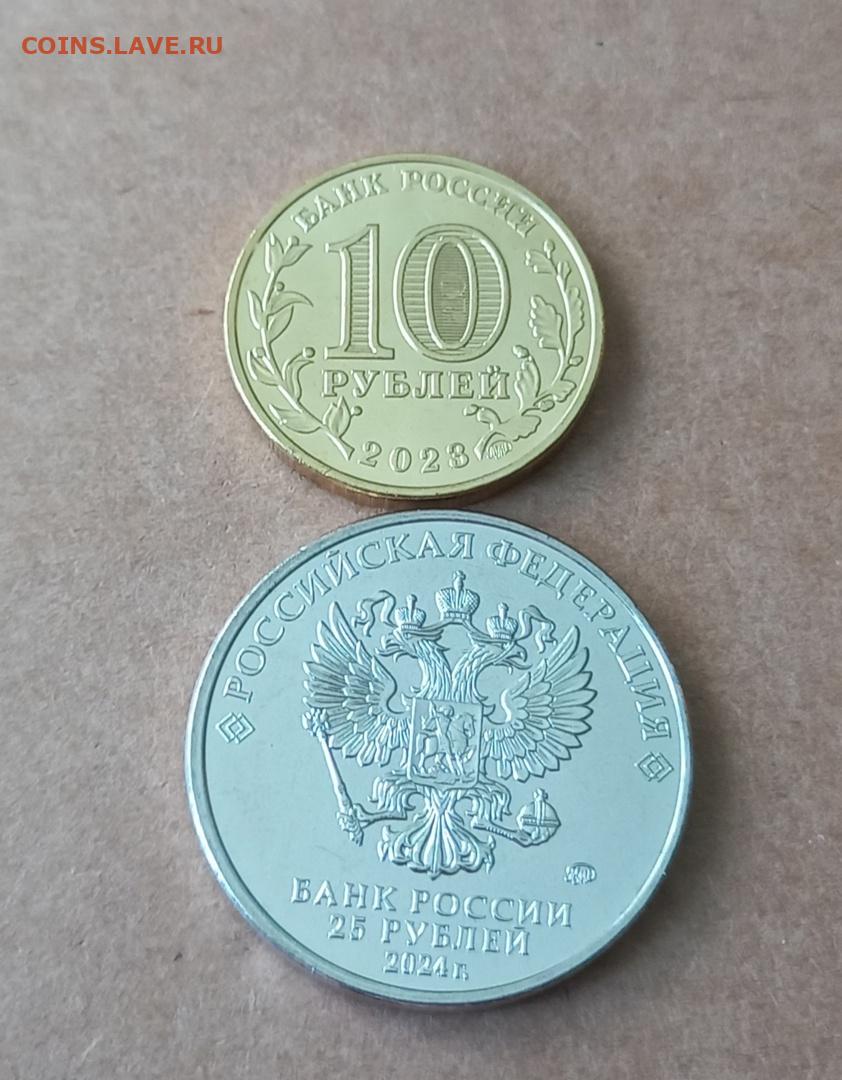 COINS.LAVE.RU
БАНК РОССИИ
10
РУБЛЕЙ
2023
РОССИЙСКАЯ ФЕДЕРАЦИЯ
БАНК РОССИИ
25 РУБЛЕЙ
2024 г.